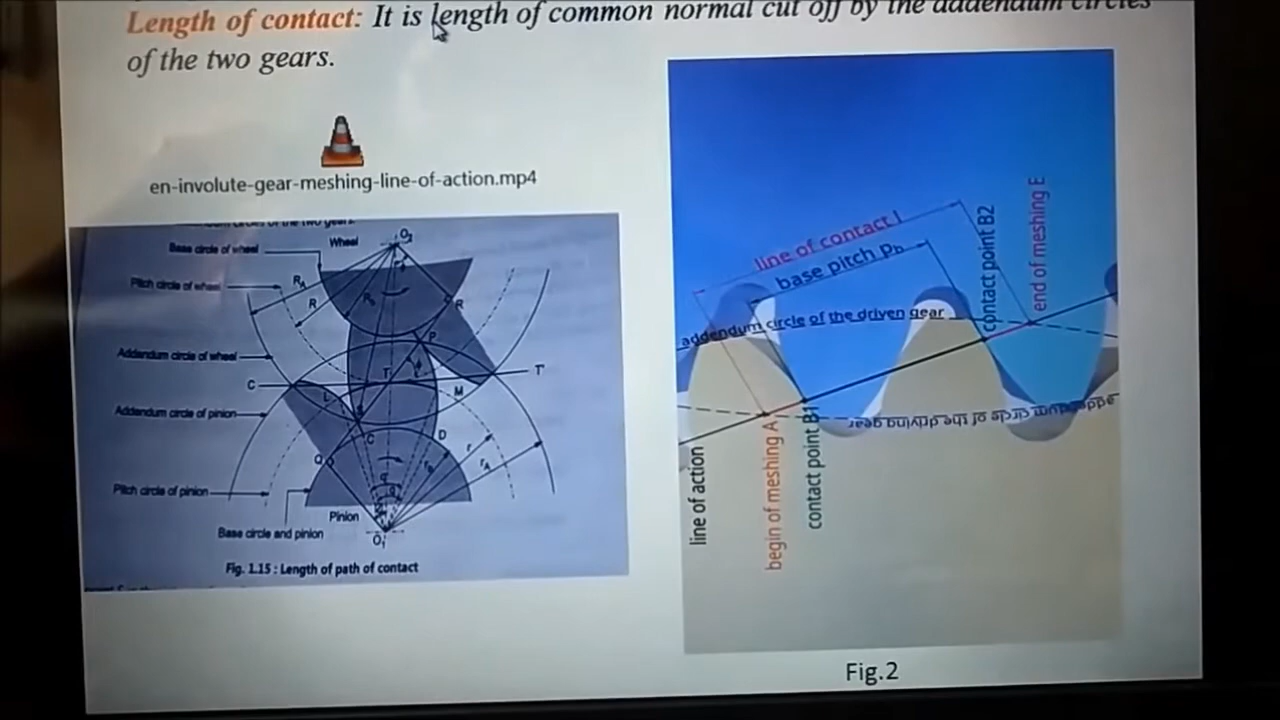 Length of contact: It is length of common normal cut off by the addendum circles
of the two gears.
en-involute-gear-meshing-line-of-action.mp4
Base circle of wheel
Wheel
O₂
Pitch circle of wheel
R_A
R
R
P
Addendum circle of wheel
C
T
T'
L
M
Addendum circle of pinion
C
D
Q
r
r_A
Pitch circle of pinion
Pinion
Base circle and pinion
O₁
Fig. 1.15 : Length of path of contact
line of contact l
base pitch p_b
addendum circle of the driven gear
contact point B2
end of meshing E
addendum circle of the driving gear
line of action
begin of meshing A
contact point B1
Fig.2